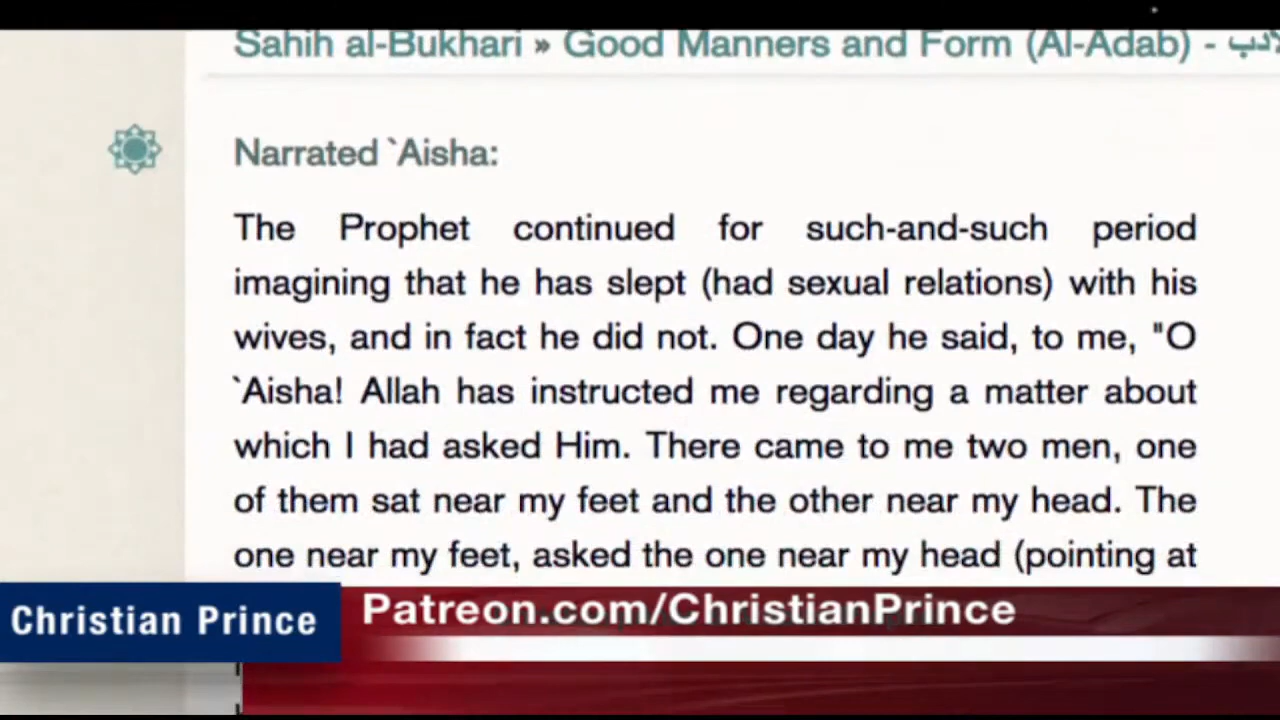 Sahih al-Bukhari » Good Manners and Form (Al-Adab) -
Narrated `Aisha:
The Prophet continued for such-and-such period
imagining that he has slept (had sexual relations) with his
wives, and in fact he did not. One day he said, to me, "O
`Aisha! Allah has instructed me regarding a matter about
which I had asked Him. There came to me two men, one
of them sat near my feet and the other near my head. The
one near my feet, asked the one near my head (pointing at
Christian Prince
Patreon.com/ChristianPrince